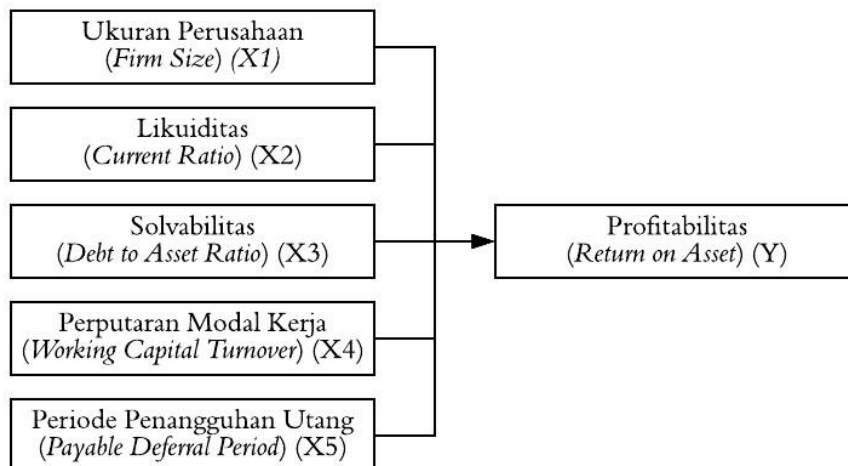 Ukuran Perusahaan
(Firm Size) (X1)
Likuiditas
(Current Ratio) (X2)
Solvabilitas
(Debt to Asset Ratio) (X3)
Profitabilitas
(Return on Asset) (Y)
Perputaran Modal Kerja
(Working Capital Turnover) (X4)
Periode Penangguhan Utang
(Payable Deferral Period) (X5)